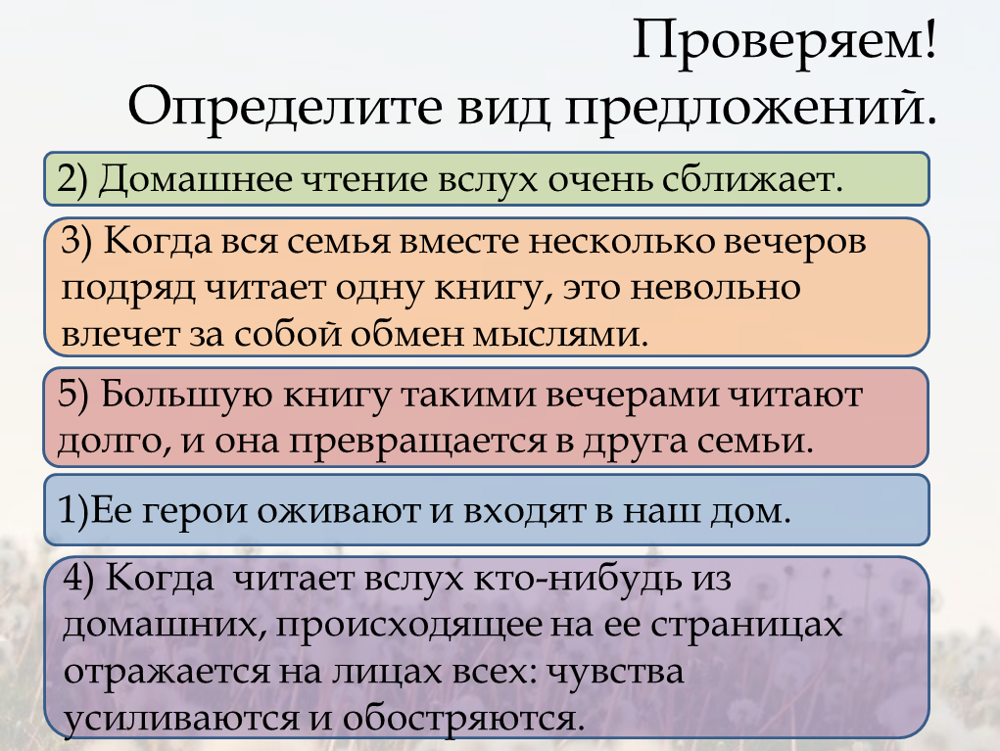 Проверяем!
Определите вид предложений.
2) Домашнее чтение вслух очень сближает.
3) Когда вся семья вместе несколько вечеров
подряд читает одну книгу, это невольно
влечет за собой обмен мыслями.
5) Большую книгу такими вечерами читают
долго, и она превращается в друга семьи.
1)Ее герои оживают и входят в наш дом.
4) Когда  читает вслух кто-нибудь из
домашних, происходящее на ее страницах
отражается на лицах всех: чувства
усиливаются и обостряются.